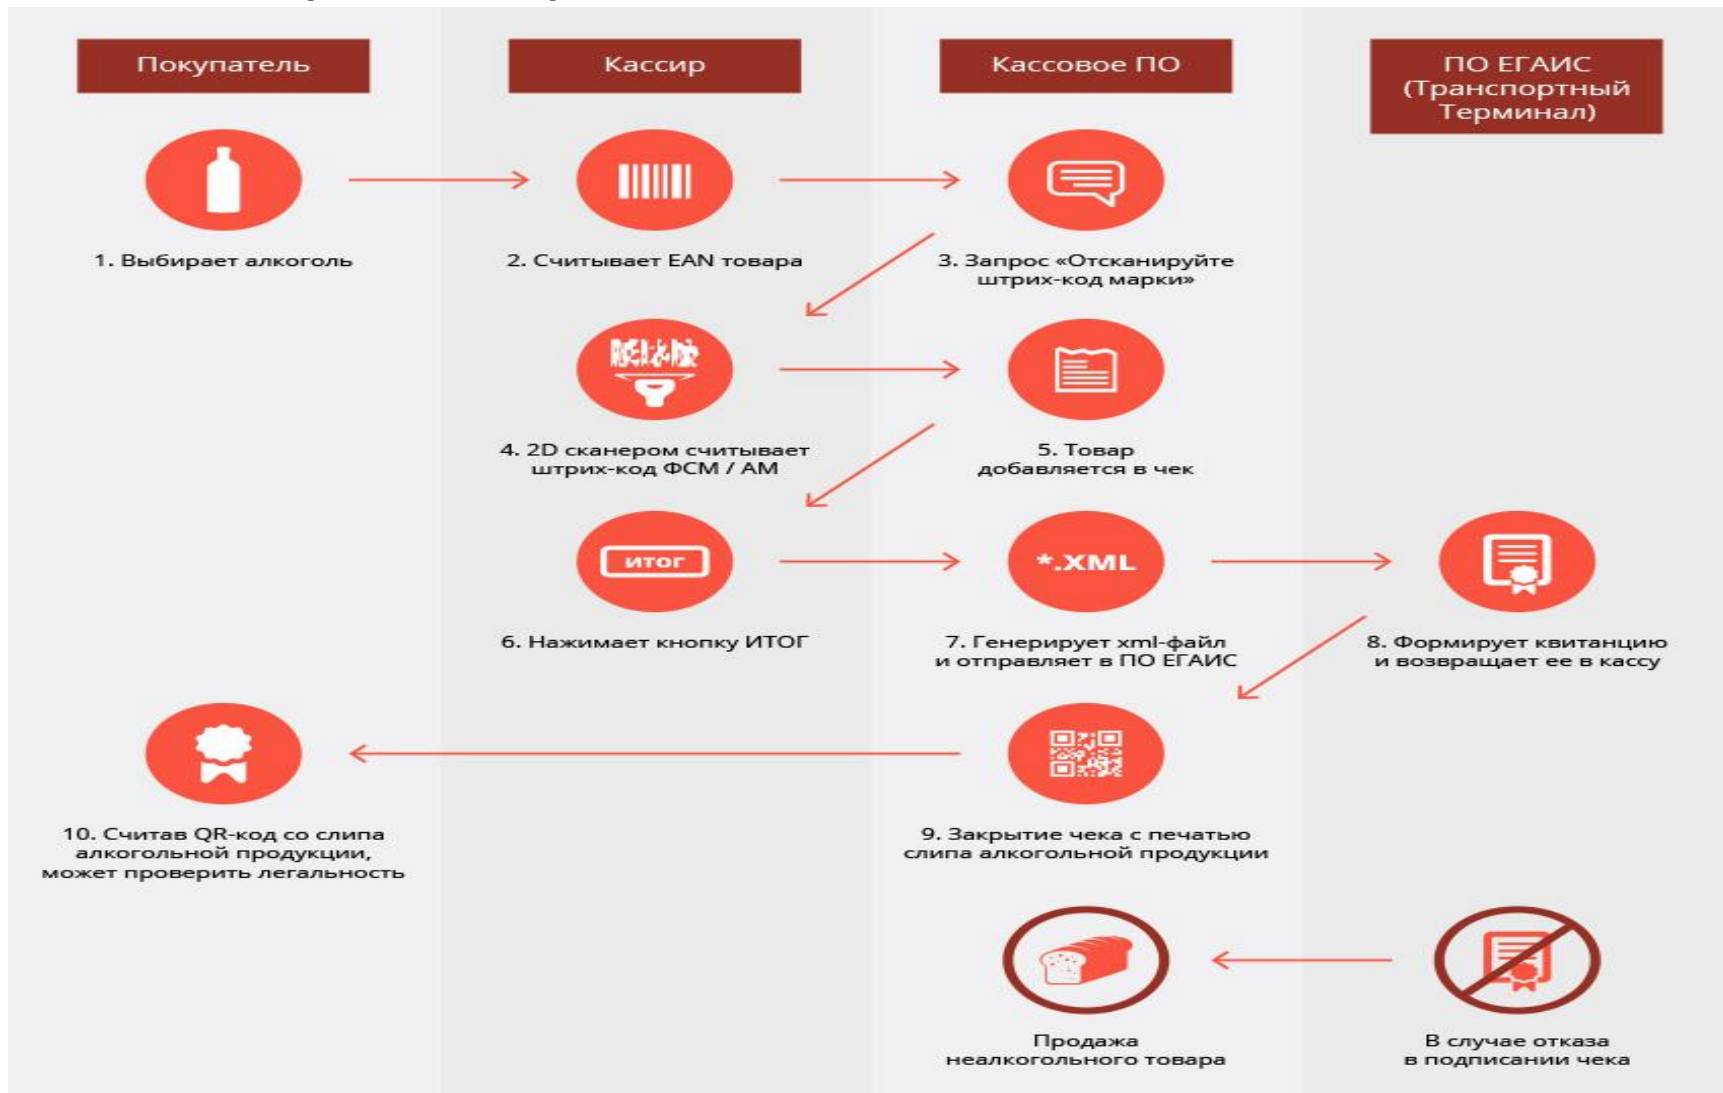 Покупатель
Кассир
Кассовое ПО
ПО ЕГАИС
(Транспортный
Терминал)
1. Выбирает алкоголь
2. Считывает EAN товара
3. Запрос «Отсканируйте
штрих-код марки»
4. 2D сканером считывает
штрих-код ФСМ / АМ
5. Товар
добавляется в чек
итог
*.XML
6. Нажимает кнопку ИТОГ
7. Генерирует xml-файл
и отправляет в ПО ЕГАИС
8. Формирует квитанцию
и возвращает ее в кассу
10. Считав QR-код со слипа
алкогольной продукции,
может проверить легальность
9. Закрытие чека с печатью
слипа алкогольной продукции
Продажа
неалкогольного товара
В случае отказа
в подписании чека